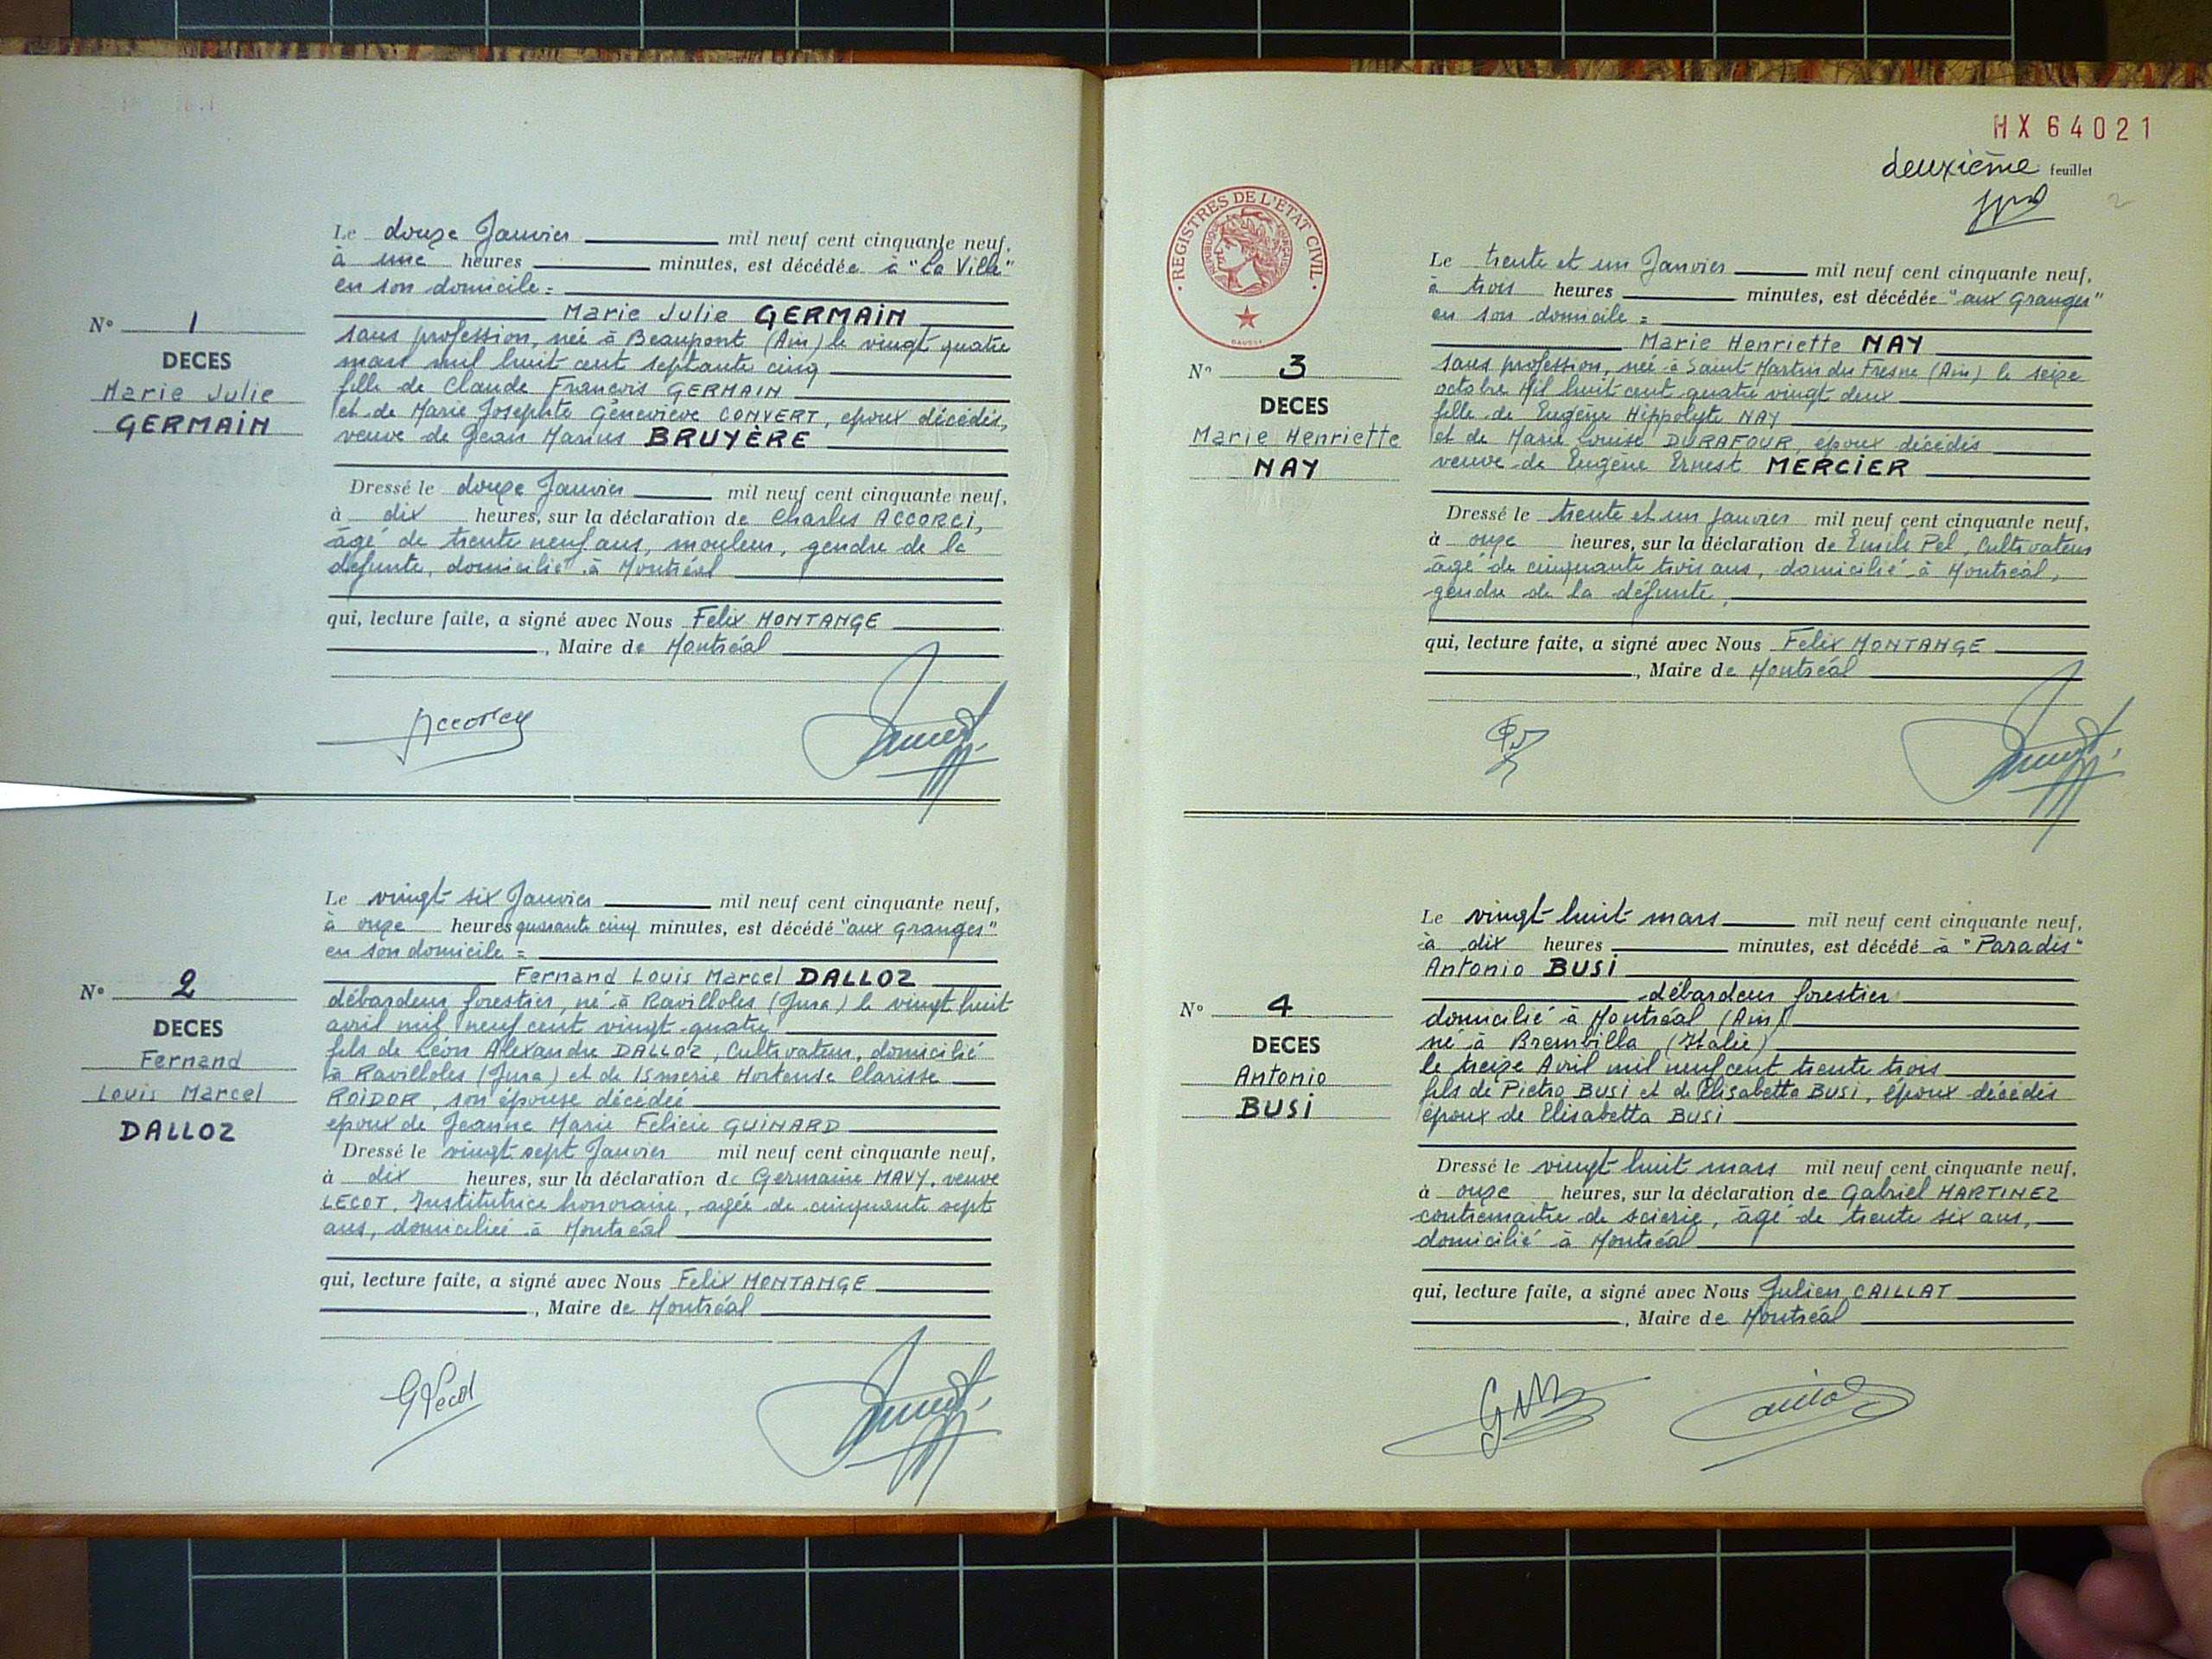 Le douze Janvier mil neuf cent cinquante neuf,
à une heures minutes, est décédée à "La Ville"
en son domicile =
Marie Julie GERMAIN
sans profession, née à Beaupont (Ain) le vingt quatre
mars mil huit cent septante cinq
fille de Claude François GERMAIN
et de Marie Josephte Géneviève CONVERT, époux décédés,
veuve de Jean Marius BRUYÈRE
N° 1
DECES
Marie Julie
GERMAIN
Dressé le douze Janvier mil neuf cent cinquante neuf,
à dix heures, sur la déclaration de Charles ACCORCI,
âgé de trente neuf ans, mouleur, gendre de la
défunte, domicilié à Montréal
qui, lecture faite, a signé avec Nous Felix MONTANGE
, Maire de Montréal
Le vingt six Janvier mil neuf cent cinquante neuf,
à onze heures quarante cinq minutes, est décédé "aux Granges"
en son domicile =
Fernand Louis Marcel DALLOZ
débardeur forestier, né à Ravilloles (Jura) le vingt huit
avril mil neuf cent vingt quatre
fils de Léon Alexandre DALLOZ, Cultivateur, domicilié
à Ravilloles (Jura) et de Ismerie Hortense Clarisse
ROIDOR, son épouse décédée
époux de Jeanne Marie Felicie GUINARD
N° 2
DECES
Fernand
Louis Marcel
DALLOZ
Dressé le vingt sept Janvier mil neuf cent cinquante neuf,
à dix heures, sur la déclaration de Germaine MAVY, veuve
LECOT, Institutrice honoraire, agée de cinquante sept
ans, domiciliée à Montréal
qui, lecture faite, a signé avec Nous Felix MONTANGE
, Maire de Montréal
GLecot
HX 64021
deuxième feuillet
2
REGISTRES DE L'ÉTAT CIVIL
REPUBLIQUE FRANÇAISE
Le trente et un Janvier mil neuf cent cinquante neuf,
à trois heures minutes, est décédée "aux Granges"
en son domicile =
Marie Henriette NAY
sans profession, née à Saint Martin du Fresne (Ain) le seize
octobre Mil huit cent quatre vingt deux
fille de Eugène Hippolyte NAY
et de Marie Louise DURAFOUR, époux décédés
veuve de Eugène Ernest MERCIER
N° 3
DECES
Marie Henriette
NAY
Dressé le trente et un janvier mil neuf cent cinquante neuf,
à onze heures, sur la déclaration de Emile Pel, Cultivateur
âgé de cinquante trois ans, domicilié à Montréal,
gendre de la défunte,
qui, lecture faite, a signé avec Nous Felix MONTANGE
, Maire de Montréal
Le vingt huit mars mil neuf cent cinquante neuf,
à dix heures minutes, est décédé à "Paradis"
Antonio BUSI
débardeur forestier
domicilié à Montréal (Ain)
né à Brembilla (Italie)
le treize Avril mil neuf cent trente trois
fils de Pietro BUSI et de Elisabetta BUSI, époux décédés
époux de Elisabetta BUSI
N° 4
DECES
Antonio
BUSI
Dressé le vingt huit mars mil neuf cent cinquante neuf,
à onze heures, sur la déclaration de Gabriel MARTINEZ
contremaitre de scierie, âgé de trente six ans,
domicilié à Montréal
qui, lecture faite, a signé avec Nous Julien CAILLAT
, Maire de Montréal